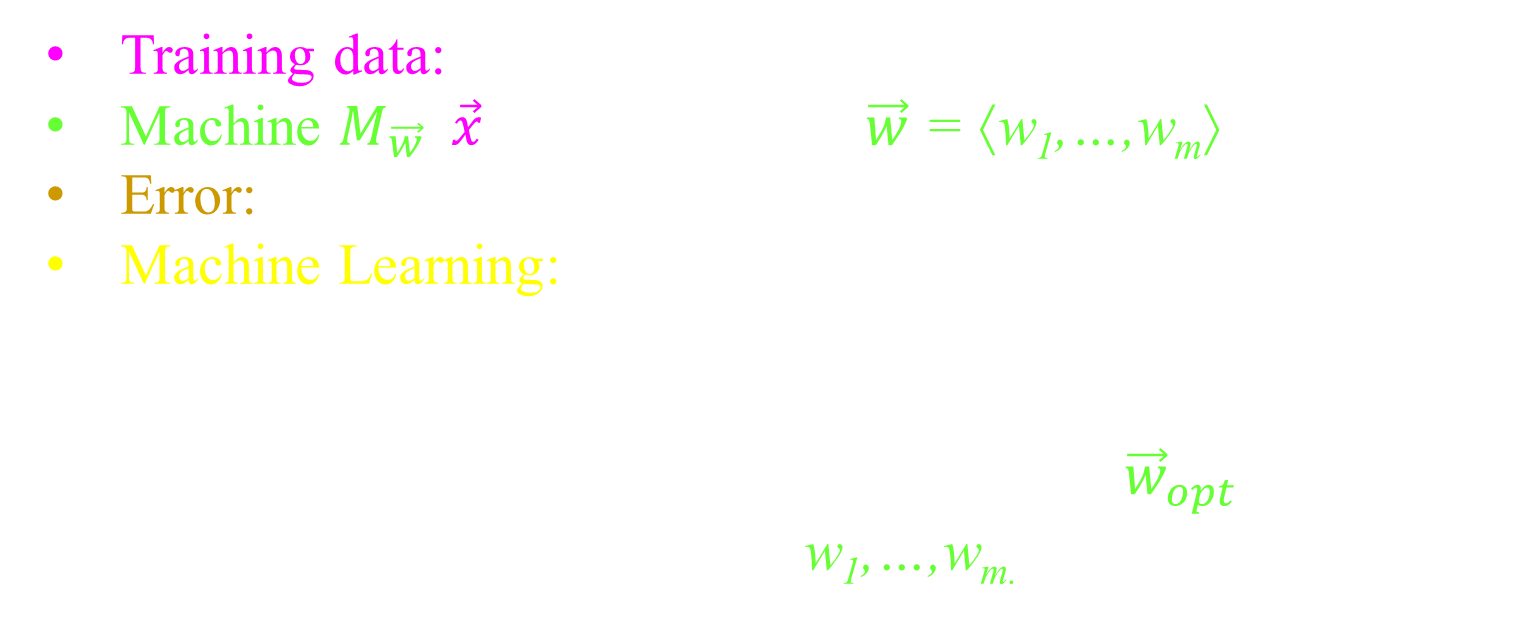 • Training data:
• Machine M_w⃗ x⃗ w⃗ = ⟨w₁,…,wₘ⟩
• Error:
• Machine Learning:
w⃗_opt
w₁,…,wₘ.